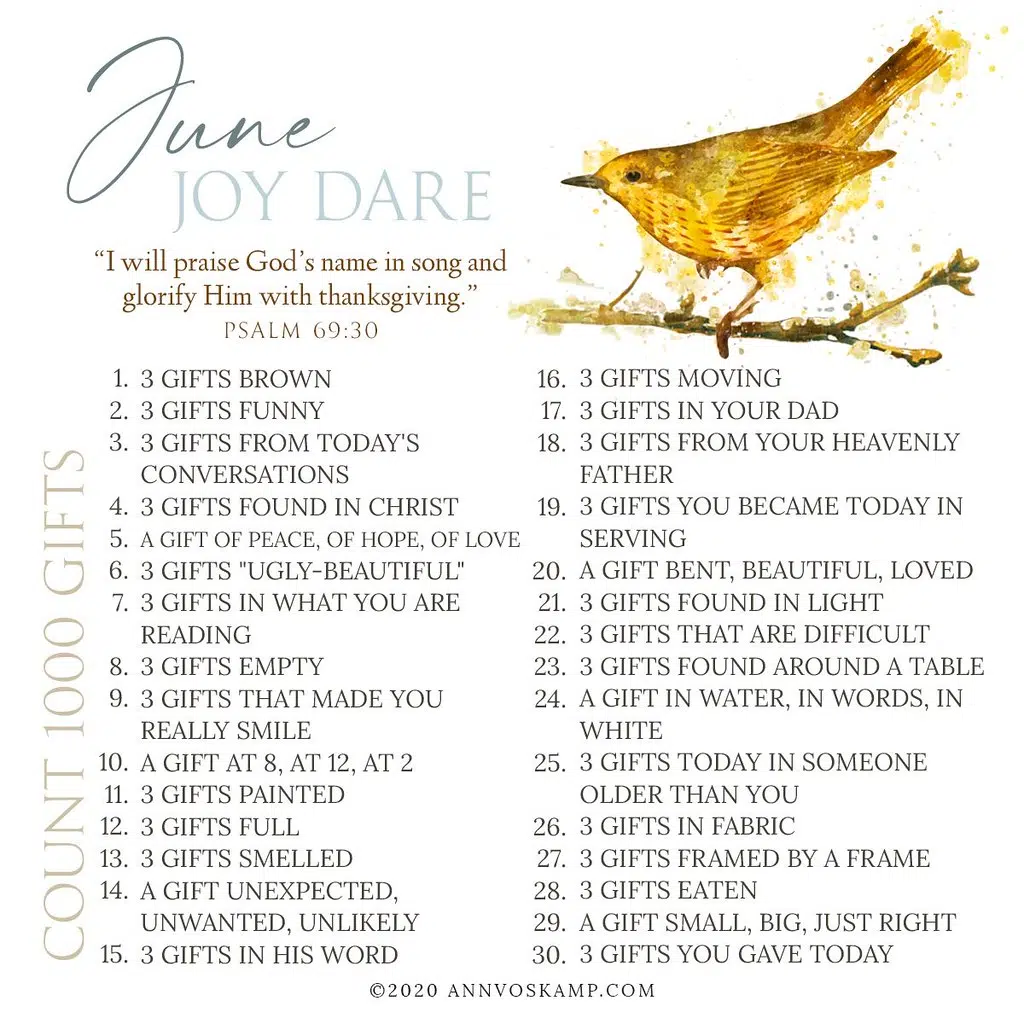 June
JOY DARE
“I will praise God’s name in song and
glorify Him with thanksgiving.”
PSALM 69:30
COUNT 1000 GIFTS
1. 3 GIFTS BROWN
2. 3 GIFTS FUNNY
3. 3 GIFTS FROM TODAY'S
CONVERSATIONS
4. 3 GIFTS FOUND IN CHRIST
5. A GIFT OF PEACE, OF HOPE, OF LOVE
6. 3 GIFTS "UGLY-BEAUTIFUL"
7. 3 GIFTS IN WHAT YOU ARE
READING
8. 3 GIFTS EMPTY
9. 3 GIFTS THAT MADE YOU
REALLY SMILE
10. A GIFT AT 8, AT 12, AT 2
11. 3 GIFTS PAINTED
12. 3 GIFTS FULL
13. 3 GIFTS SMELLED
14. A GIFT UNEXPECTED,
UNWANTED, UNLIKELY
15. 3 GIFTS IN HIS WORD
16. 3 GIFTS MOVING
17. 3 GIFTS IN YOUR DAD
18. 3 GIFTS FROM YOUR HEAVENLY
FATHER
19. 3 GIFTS YOU BECAME TODAY IN
SERVING
20. A GIFT BENT, BEAUTIFUL, LOVED
21. 3 GIFTS FOUND IN LIGHT
22. 3 GIFTS THAT ARE DIFFICULT
23. 3 GIFTS FOUND AROUND A TABLE
24. A GIFT IN WATER, IN WORDS, IN
WHITE
25. 3 GIFTS TODAY IN SOMEONE
OLDER THAN YOU
26. 3 GIFTS IN FABRIC
27. 3 GIFTS FRAMED BY A FRAME
28. 3 GIFTS EATEN
29. A GIFT SMALL, BIG, JUST RIGHT
30. 3 GIFTS YOU GAVE TODAY
©2020 ANNVOSKAMP.COM